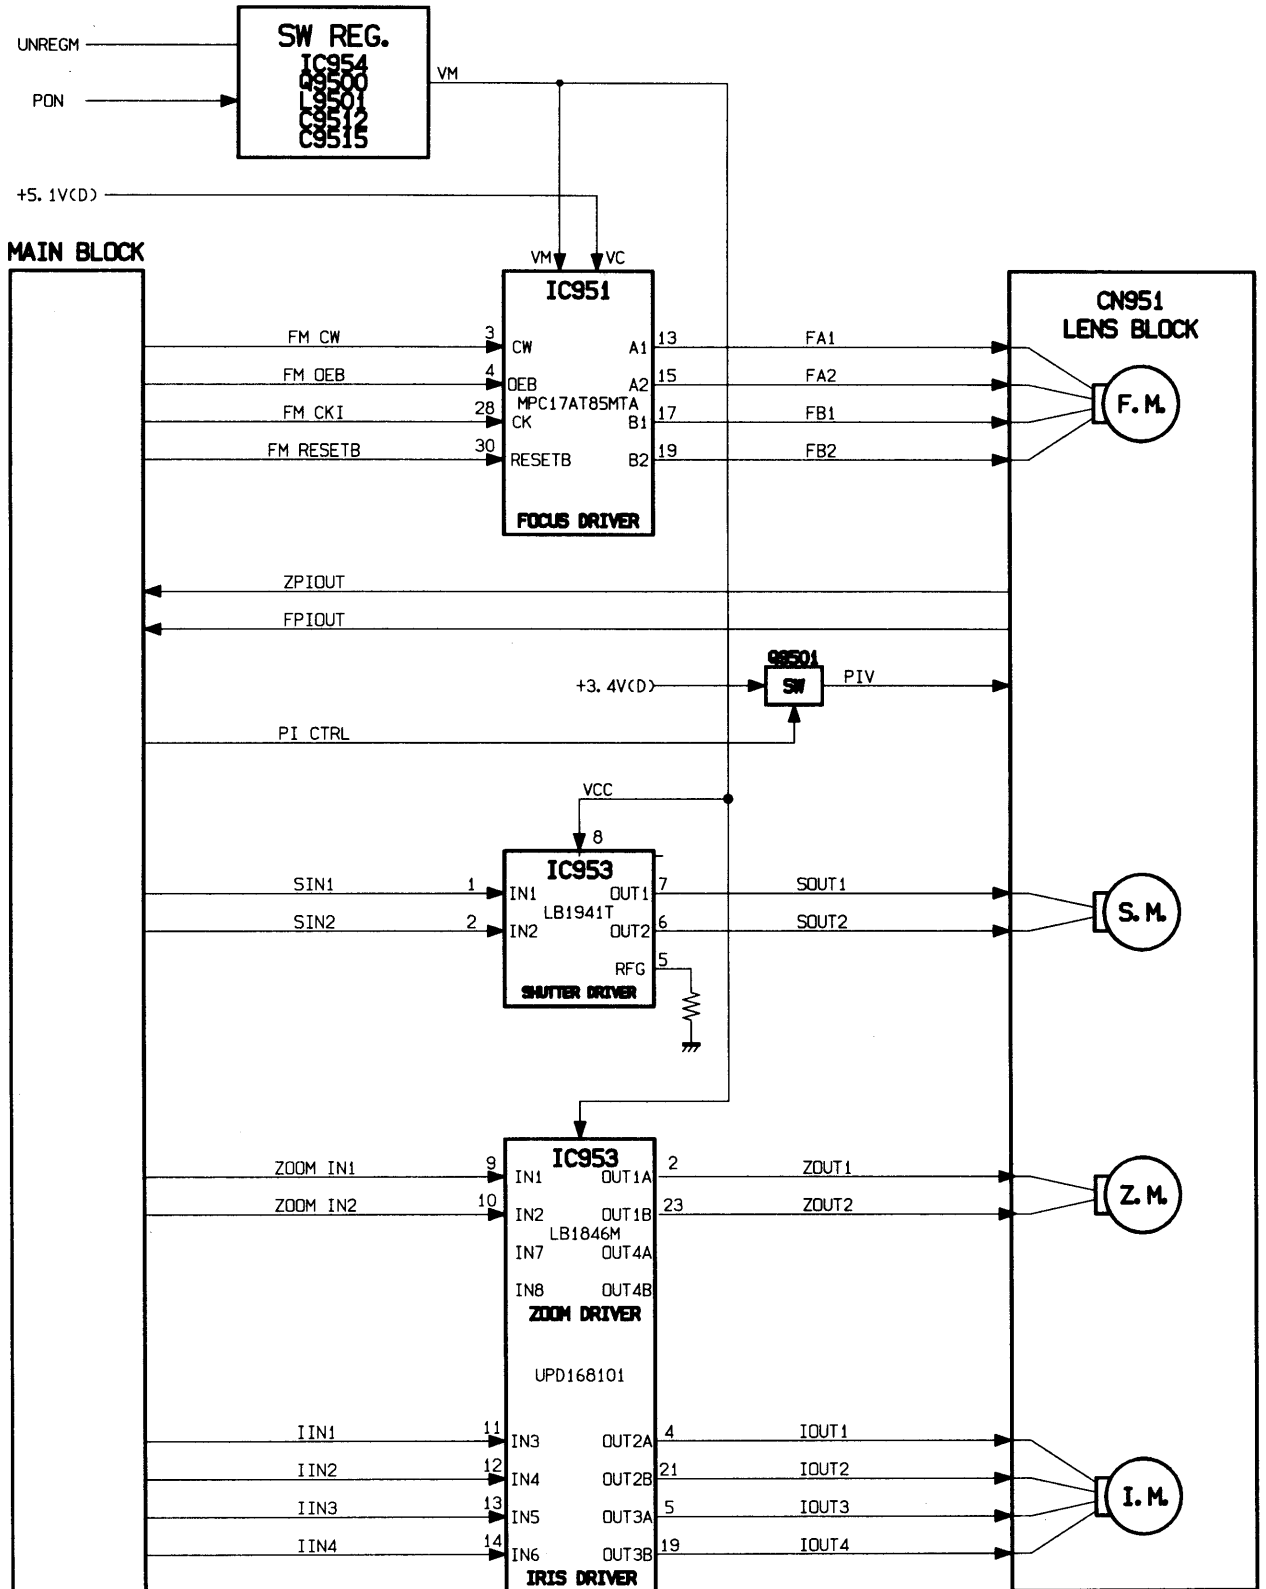 UNREGM
PON
SW REG.
IC954
Q9500
L9501
C9512
C9515
VM
+5.1V(D)
MAIN BLOCK
VM
VC
IC951
CN951
LENS BLOCK
FM CW
3
CW
A1
13
FA1
FM OEB
4
OEB
A2
15
FA2
MPC17AT85MTA
F.M.
FM CKI
28
CK
B1
17
FB1
FM RESETB
30
RESETB
B2
19
FB2
FOCUS DRIVER
ZPIOUT
FPIOUT
Q9501
+3.4V(D)
SW
PIV
PI CTRL
VCC
8
IC953
SIN1
1
IN1
OUT1
7
SOUT1
LB1941T
S.M.
SIN2
2
IN2
OUT2
6
SOUT2
RFG
5
SHUTTER DRIVER
IC953
ZOOM IN1
9
IN1
OUT1A
2
ZOUT1
Z.M.
ZOOM IN2
10
IN2
OUT1B
23
ZOUT2
LB1846M
IN7
OUT4A
IN8
OUT4B
ZOOM DRIVER
UPD168101
IIN1
11
IN3
OUT2A
4
IOUT1
IIN2
12
IN4
OUT2B
21
IOUT2
I.M.
IIN3
13
IN5
OUT3A
5
IOUT3
IIN4
14
IN6
OUT3B
19
IOUT4
IRIS DRIVER